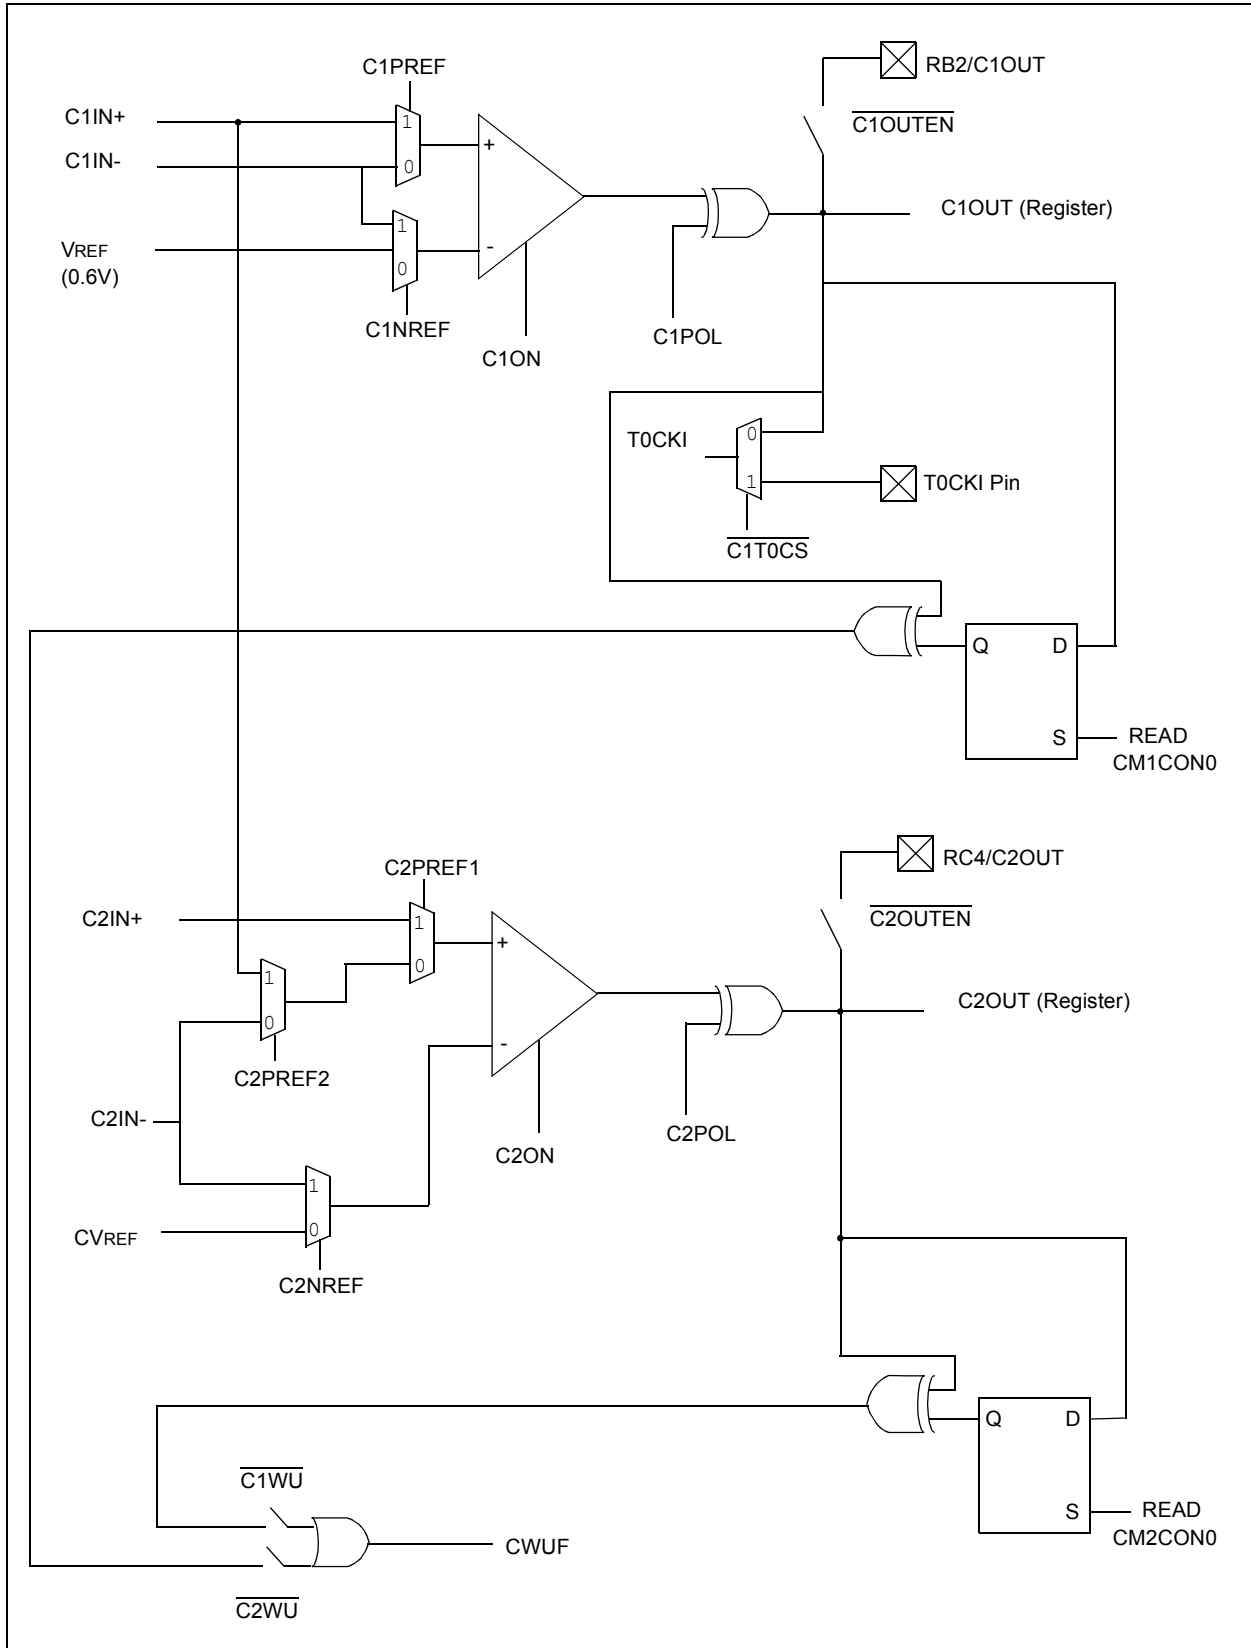 RB2/C1OUT
C1PREF
C1IN+
1
C1OUTEN
+
C1IN-
0
C1OUT (Register)
1
VREF
-
(0.6V)
0
C1NREF
C1POL
C1ON
T0CKI
0
1
T0CKI Pin
C1T0CS
Q
D
S
READ
CM1CON0
RC4/C2OUT
C2PREF1
C2IN+
1
C2OUTEN
+
0
1
C2OUT (Register)
0
-
C2PREF2
C2IN-
C2POL
C2ON
1
CVREF
0
C2NREF
Q
D
C1WU
S
READ
CM2CON0
CWUF
C2WU